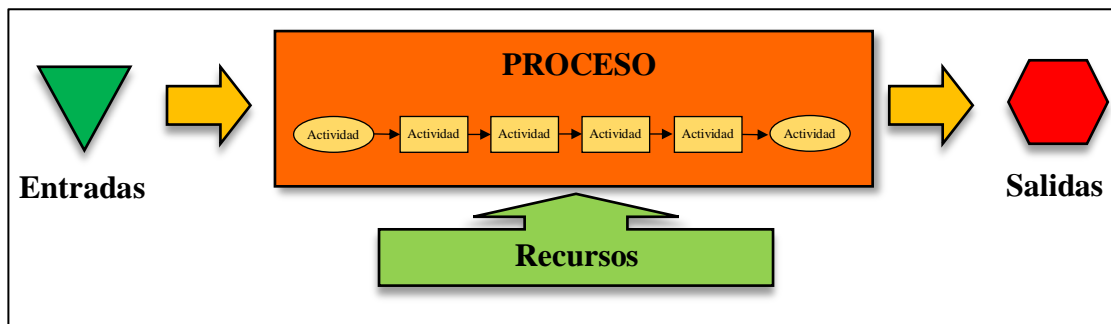 PROCESO
Actividad Actividad Actividad Actividad Actividad Actividad
Entradas
Salidas
Recursos